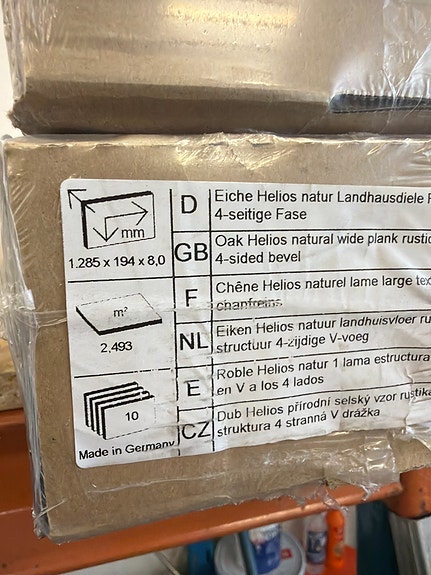 mm
1.285 x 194 x 8,0
m²
2,493
10
Made in Germany
D
Eiche Helios natur Landhausdiele
4-seitige Fase
GB
Oak Helios natural wide plank rustic
4-sided bevel
F
Chêne Helios naturel lame large
chanfreins
NL
Eiken Helios natuur landhuisvloer
structuur 4-zijdige V-voeg
E
Roble Helios natur 1 lama estructura
en V a los 4 lados
CZ
Dub Helios přírodní selský vzor
struktura 4 stranná V drážka